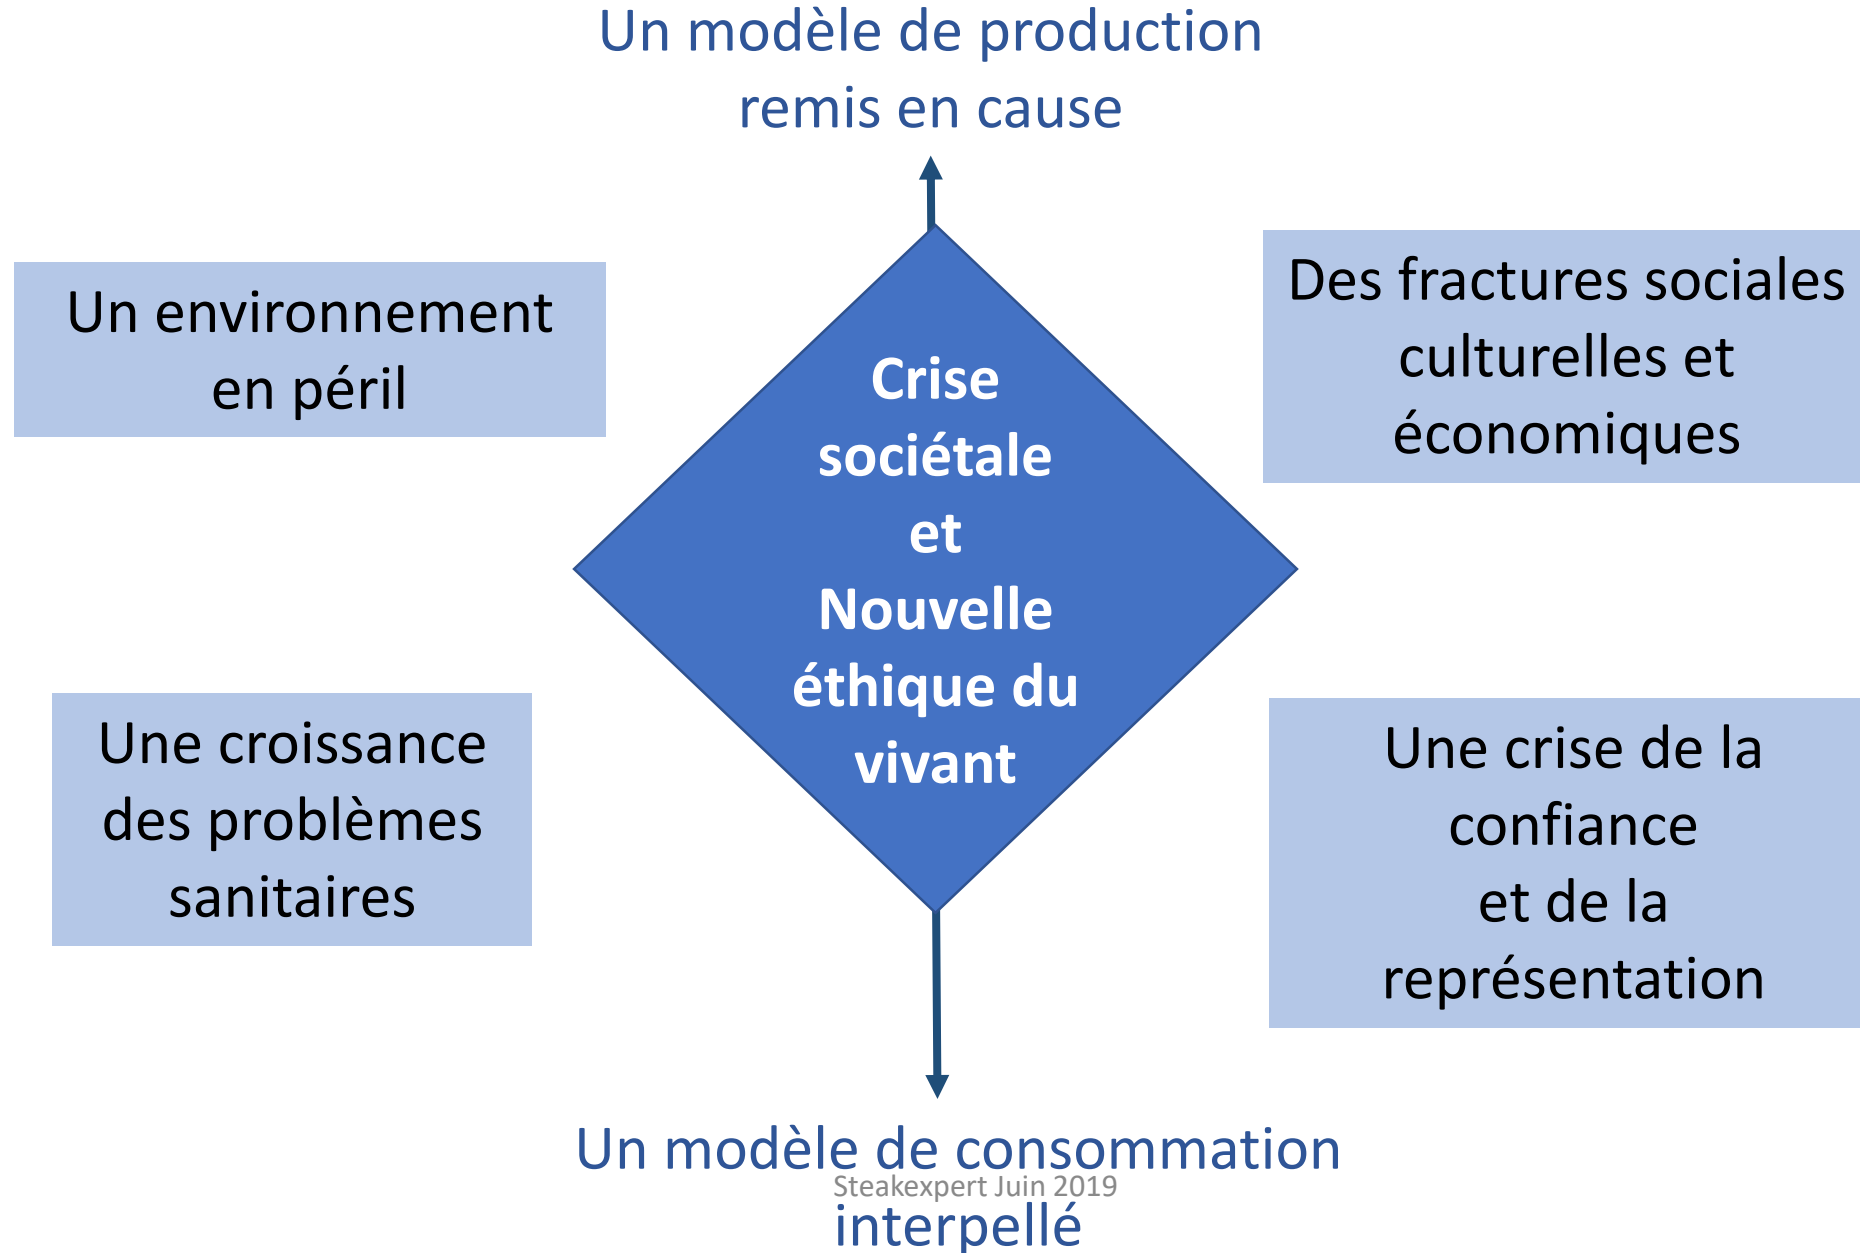 Un modèle de production
remis en cause
Un environnement
en péril
Des fractures sociales
culturelles et
économiques
Crise
sociétale
et
Nouvelle
éthique du
vivant
Une croissance
des problèmes
sanitaires
Une crise de la
confiance
et de la
représentation
Un modèle de consommation
Steakexpert Juin 2019
interpellé